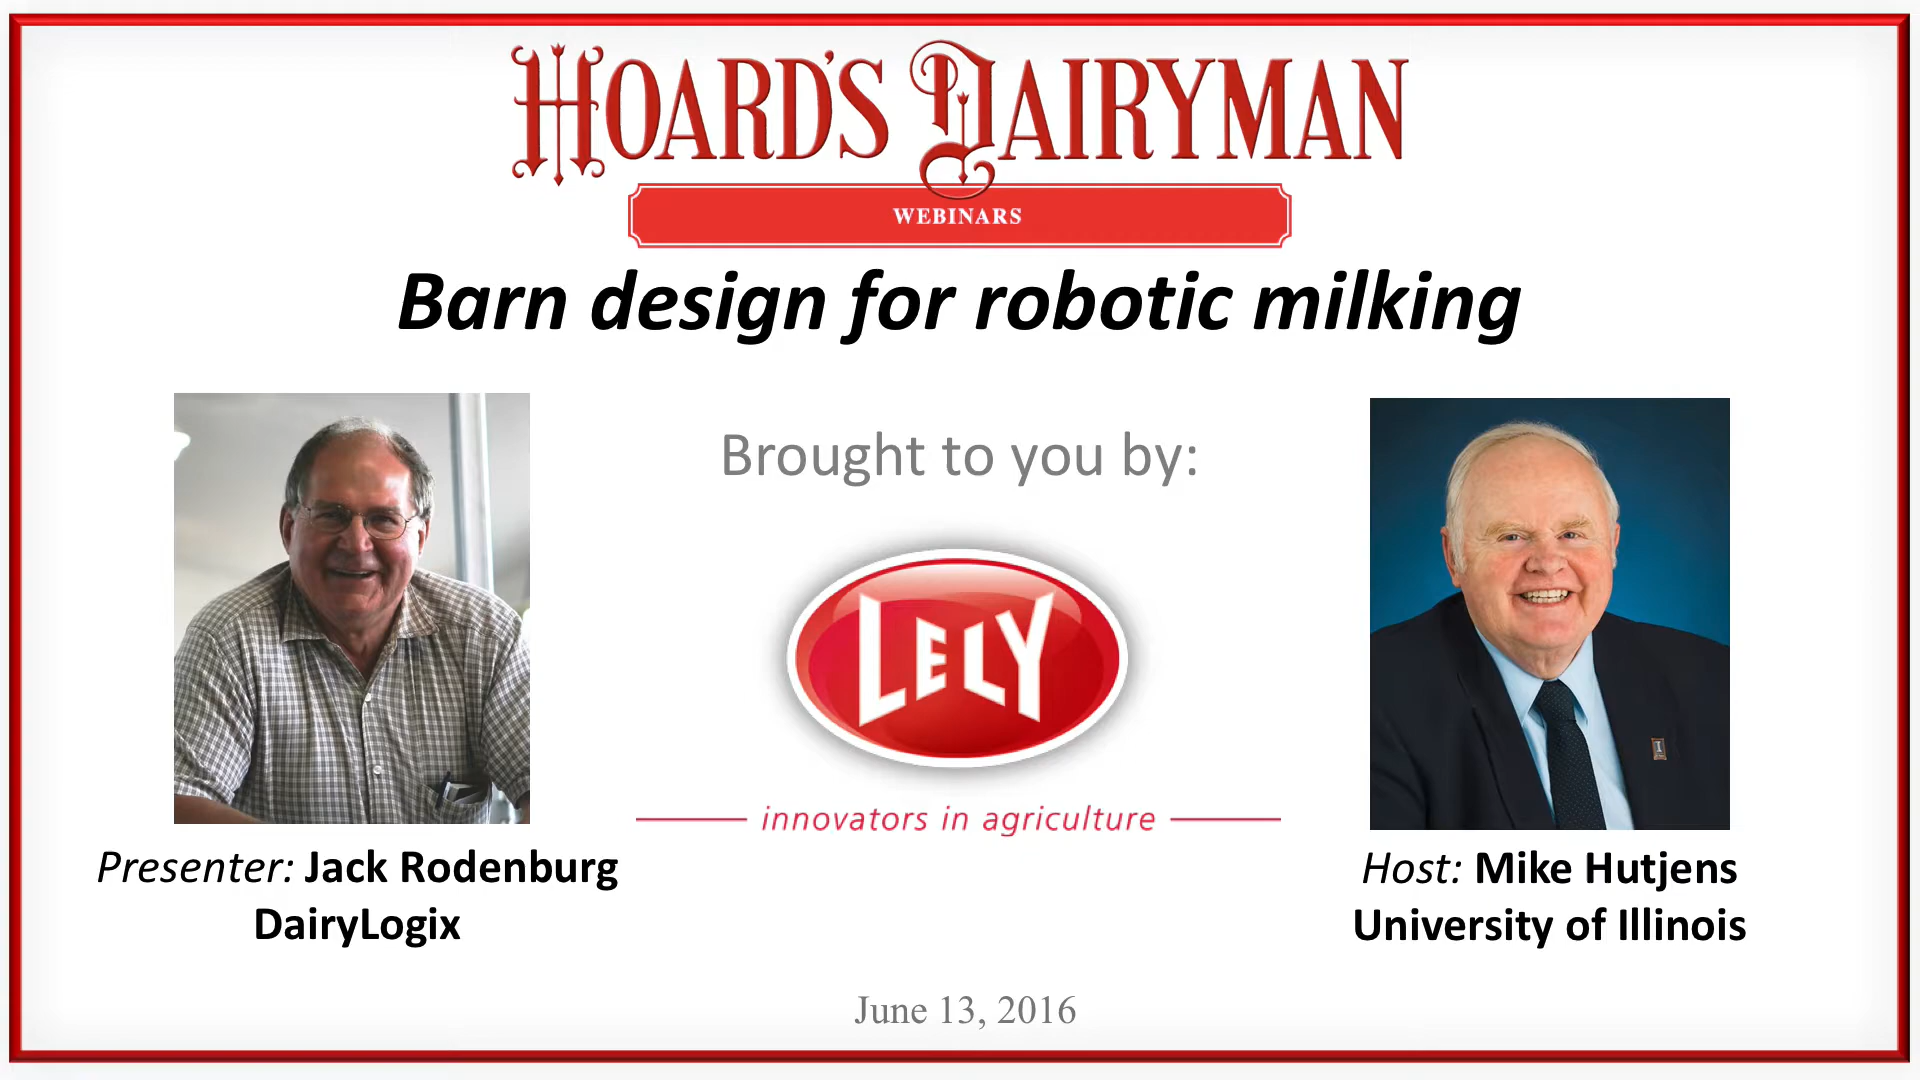 HOARD'S DAIRYMAN
WEBINARS
Barn design for robotic milking
Brought to you by:
LELY
innovators in agriculture
Presenter: Jack Rodenburg
DairyLogix
Host: Mike Hutjens
University of Illinois
June 13, 2016